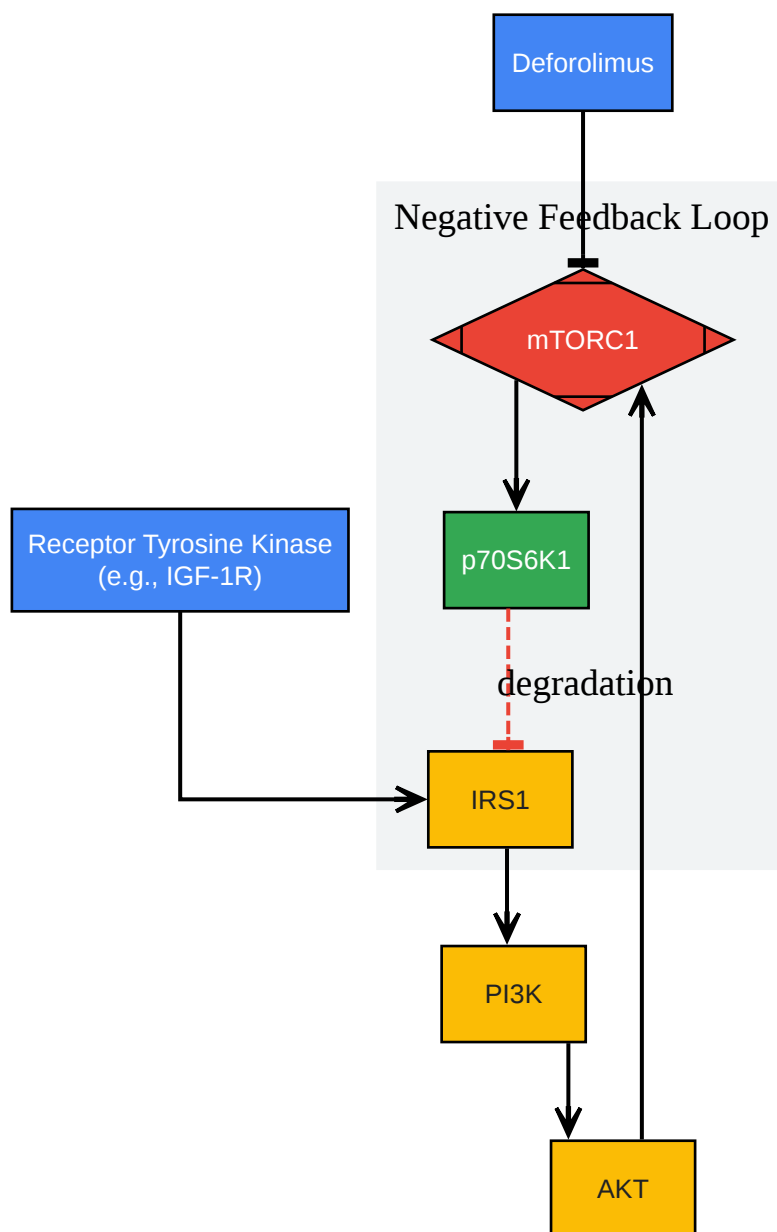 Deforolimus
Negative Feedback Loop
mTORC1
Receptor Tyrosine Kinase
(e.g., IGF-1R)
p70S6K1
degradation
IRS1
PI3K
AKT